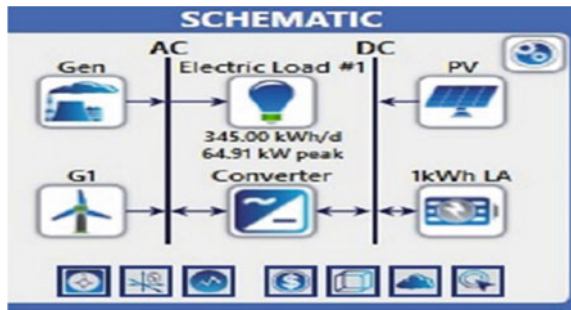 SCHEMATIC
AC DC
Gen Electric Load #1 PV
345.00 kWh/d
64.91 kW peak
G1 Converter 1kWh LA